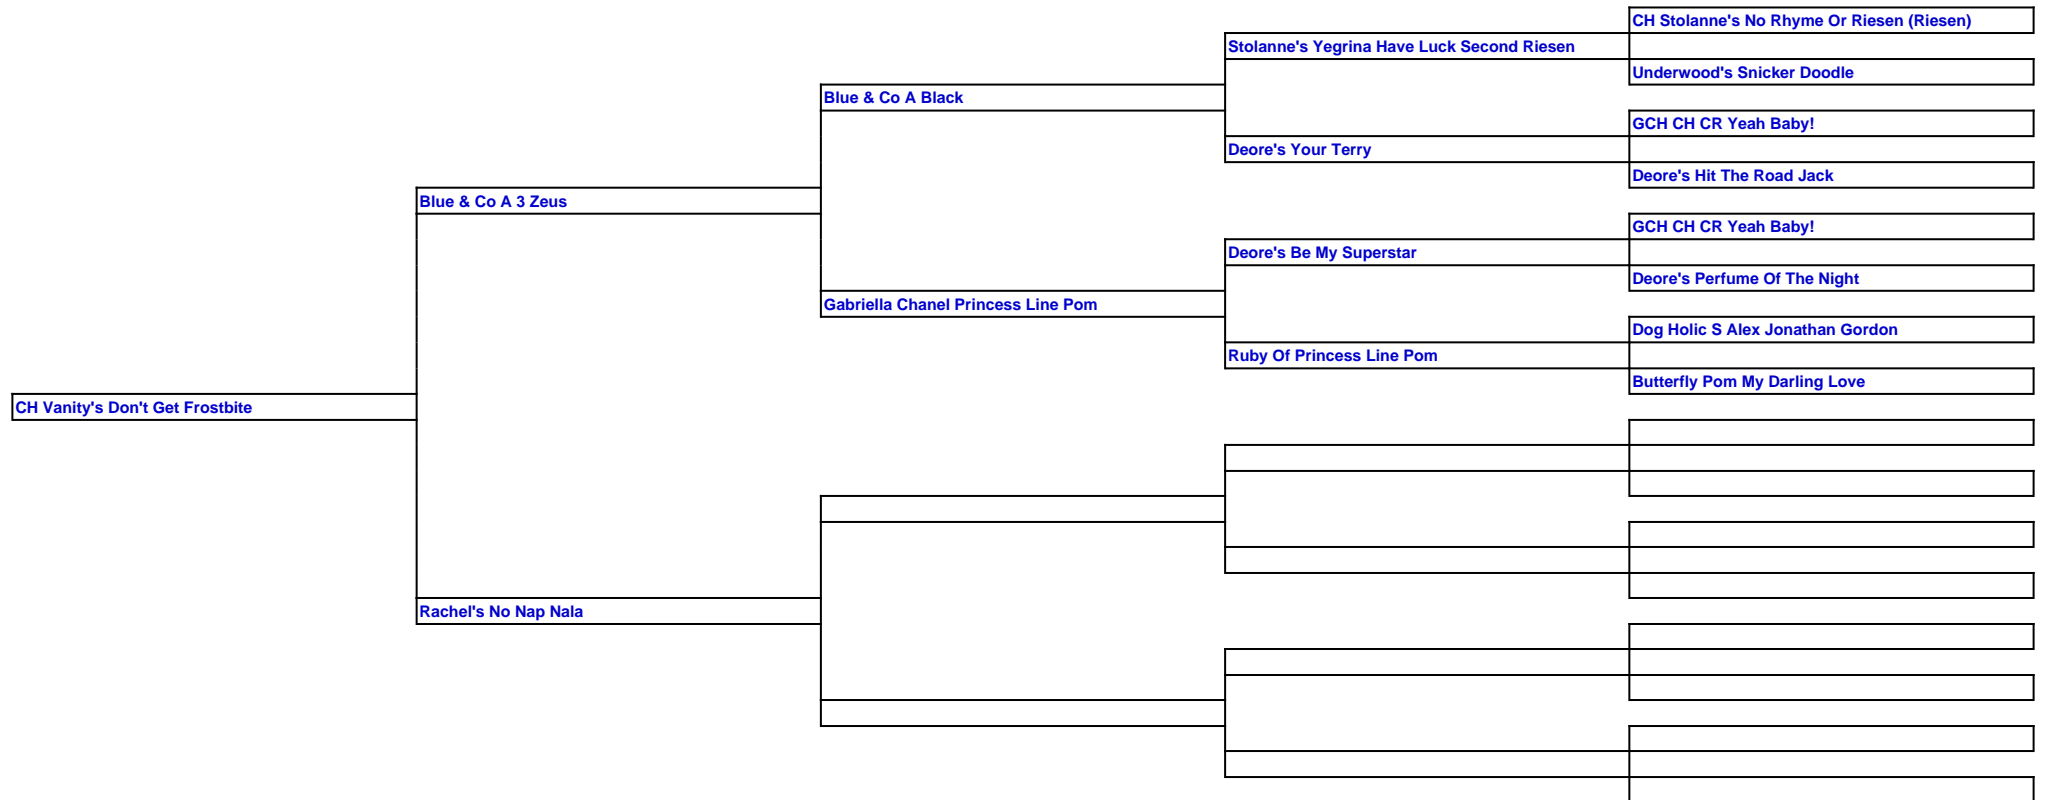 CH Stolanne's No Rhyme Or Riesen (Riesen)
Stolanne's Yegrina Have Luck Second Riesen
Underwood's Snicker Doodle
Blue & Co A Black
GCH CH CR Yeah Baby!
Deore's Your Terry
Deore's Hit The Road Jack
Blue & Co A 3 Zeus
GCH CH CR Yeah Baby!
Deore's Be My Superstar
Deore's Perfume Of The Night
Gabriella Chanel Princess Line Pom
Dog Holic S Alex Jonathan Gordon
Ruby Of Princess Line Pom
Butterfly Pom My Darling Love
CH Vanity's Don't Get Frostbite
Rachel's No Nap Nala